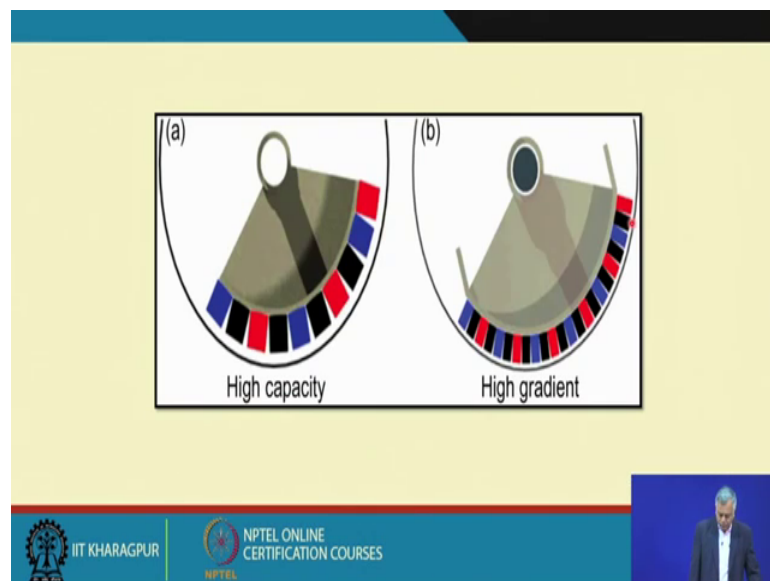 (a)
(b)
High capacity
High gradient
IIT KHARAGPUR
NPTEL
NPTEL ONLINE
CERTIFICATION COURSES